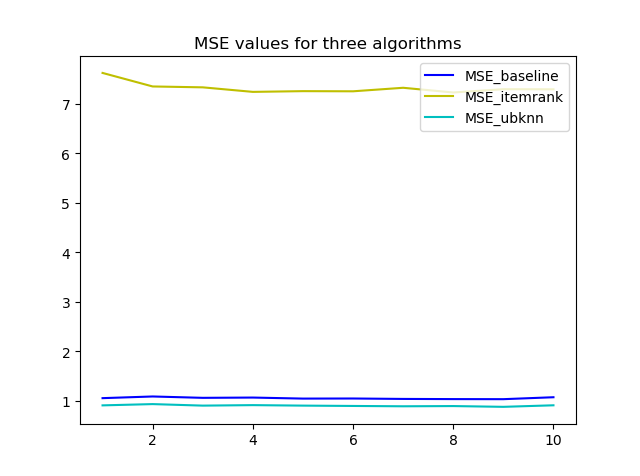 MSE values for three algorithms
MSE_baseline
MSE_itemrank
MSE_ubknn
7
6
5
4
3
2
1
2 4 6 8 10